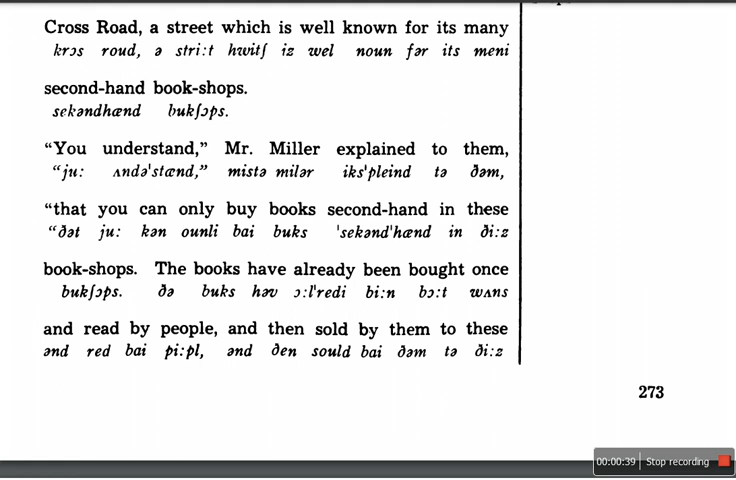 Cross Road, a street which is well known for its many
krɔs roud, ə stri:t hwitʃ iz wel noun fər its meni
second-hand book-shops.
sekəndhænd bukʃɔps.
“You understand,” Mr. Miller explained to them,
“ju: ʌndə'stænd,” mistə milər iks'pleind tə ðəm,
“that you can only buy books second-hand in these
“ðət ju: kən ounli bai buks 'sekənd'hænd in ði:z
book-shops. The books have already been bought once
bukʃɔps. ðə buks həv ɔ:l'redi bi:n bɔ:t wʌns
and read by people, and then sold by them to these
ənd red bai pi:pl, ənd ðen sould bai ðəm tə ði:z
273
00:00:39 Stop recording